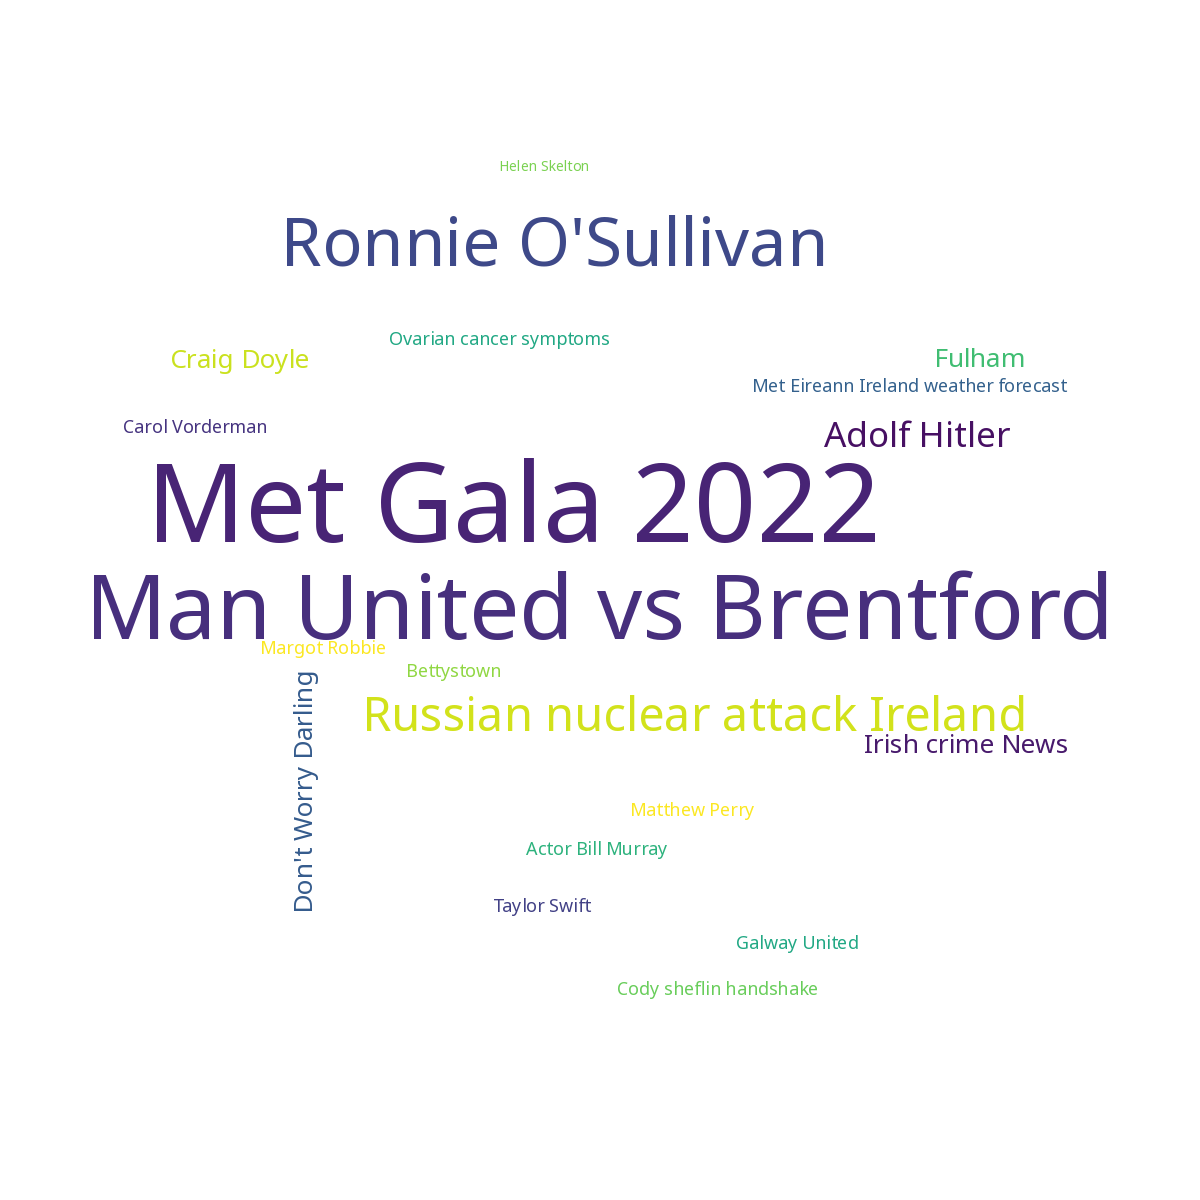 Helen Skelton
Ronnie O'Sullivan
Ovarian cancer symptoms
Craig Doyle
Fulham
Met Eireann Ireland weather forecast
Carol Vorderman
Adolf Hitler
Met Gala 2022
Man United vs Brentford
Margot Robbie
Bettystown
Don't Worry Darling
Russian nuclear attack Ireland
Irish crime News
Matthew Perry
Actor Bill Murray
Taylor Swift
Galway United
Cody sheflin handshake